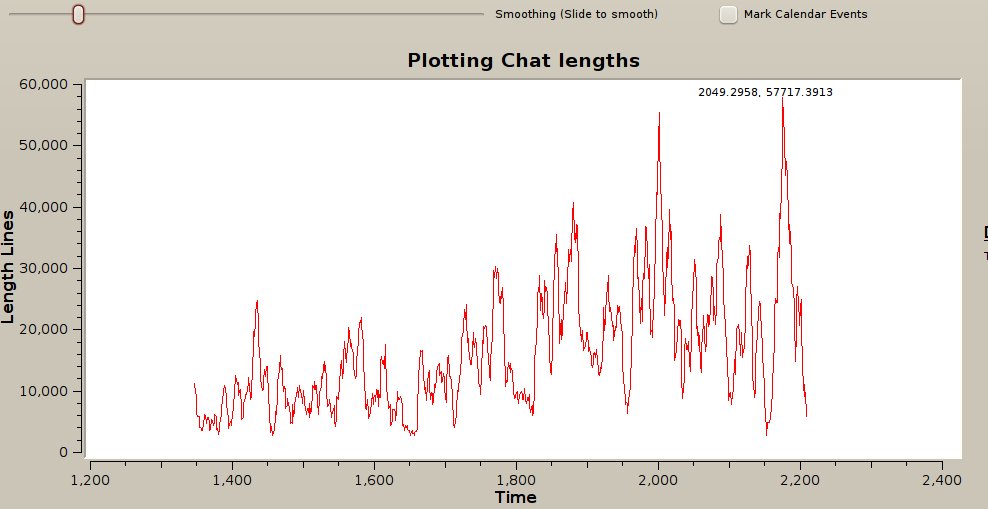 Smoothing (Slide to smooth)
Mark Calendar Events
Plotting Chat lengths
60,000
50,000
40,000
30,000
20,000
10,000
0
Length Lines
2049.2958, 57717.3913
1,200 1,400 1,600 1,800 2,000 2,200 2,400
Time